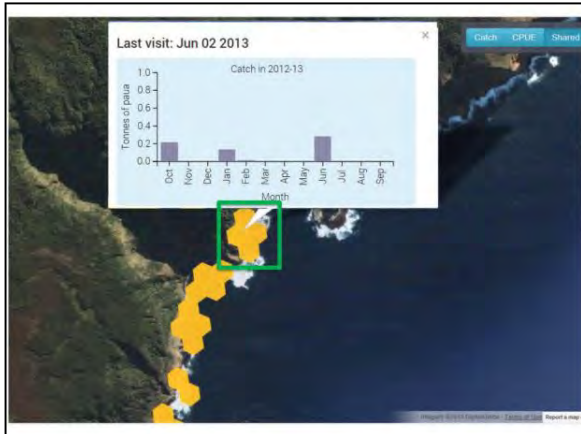 Last visit: Jun 02 2013
×
Catch CPUE Shared
Catch in 2012-13
Tonnes of paua
1.0
0.8
0.6
0.4
0.2
0.0
Oct Nov Dec Jan Feb Mar Apr May Jun Jul Aug Sep
Month
Terms of Use Report a map